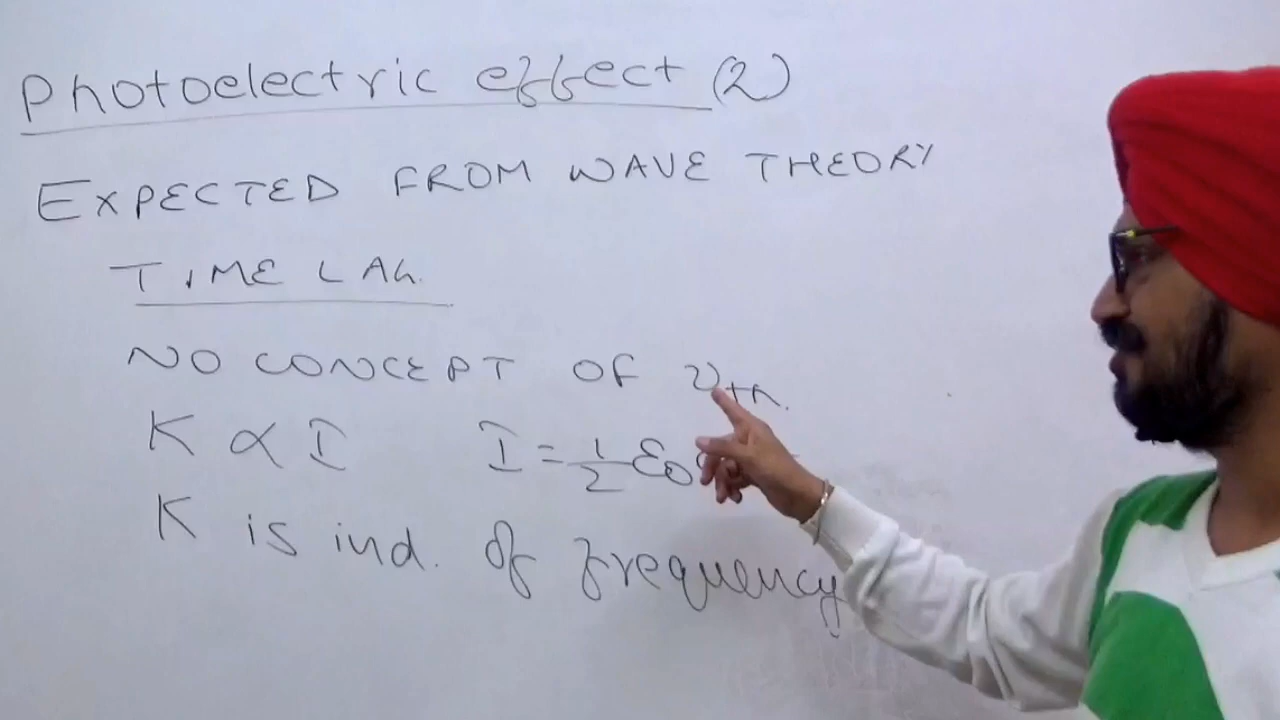 Photoelectric effect (2)
EXPECTED FROM WAVE THEORY
TIME LAG.
NO CONCEPT OF νth.
K ∝ I I = 1/2 ε0
K is ind. of frequency